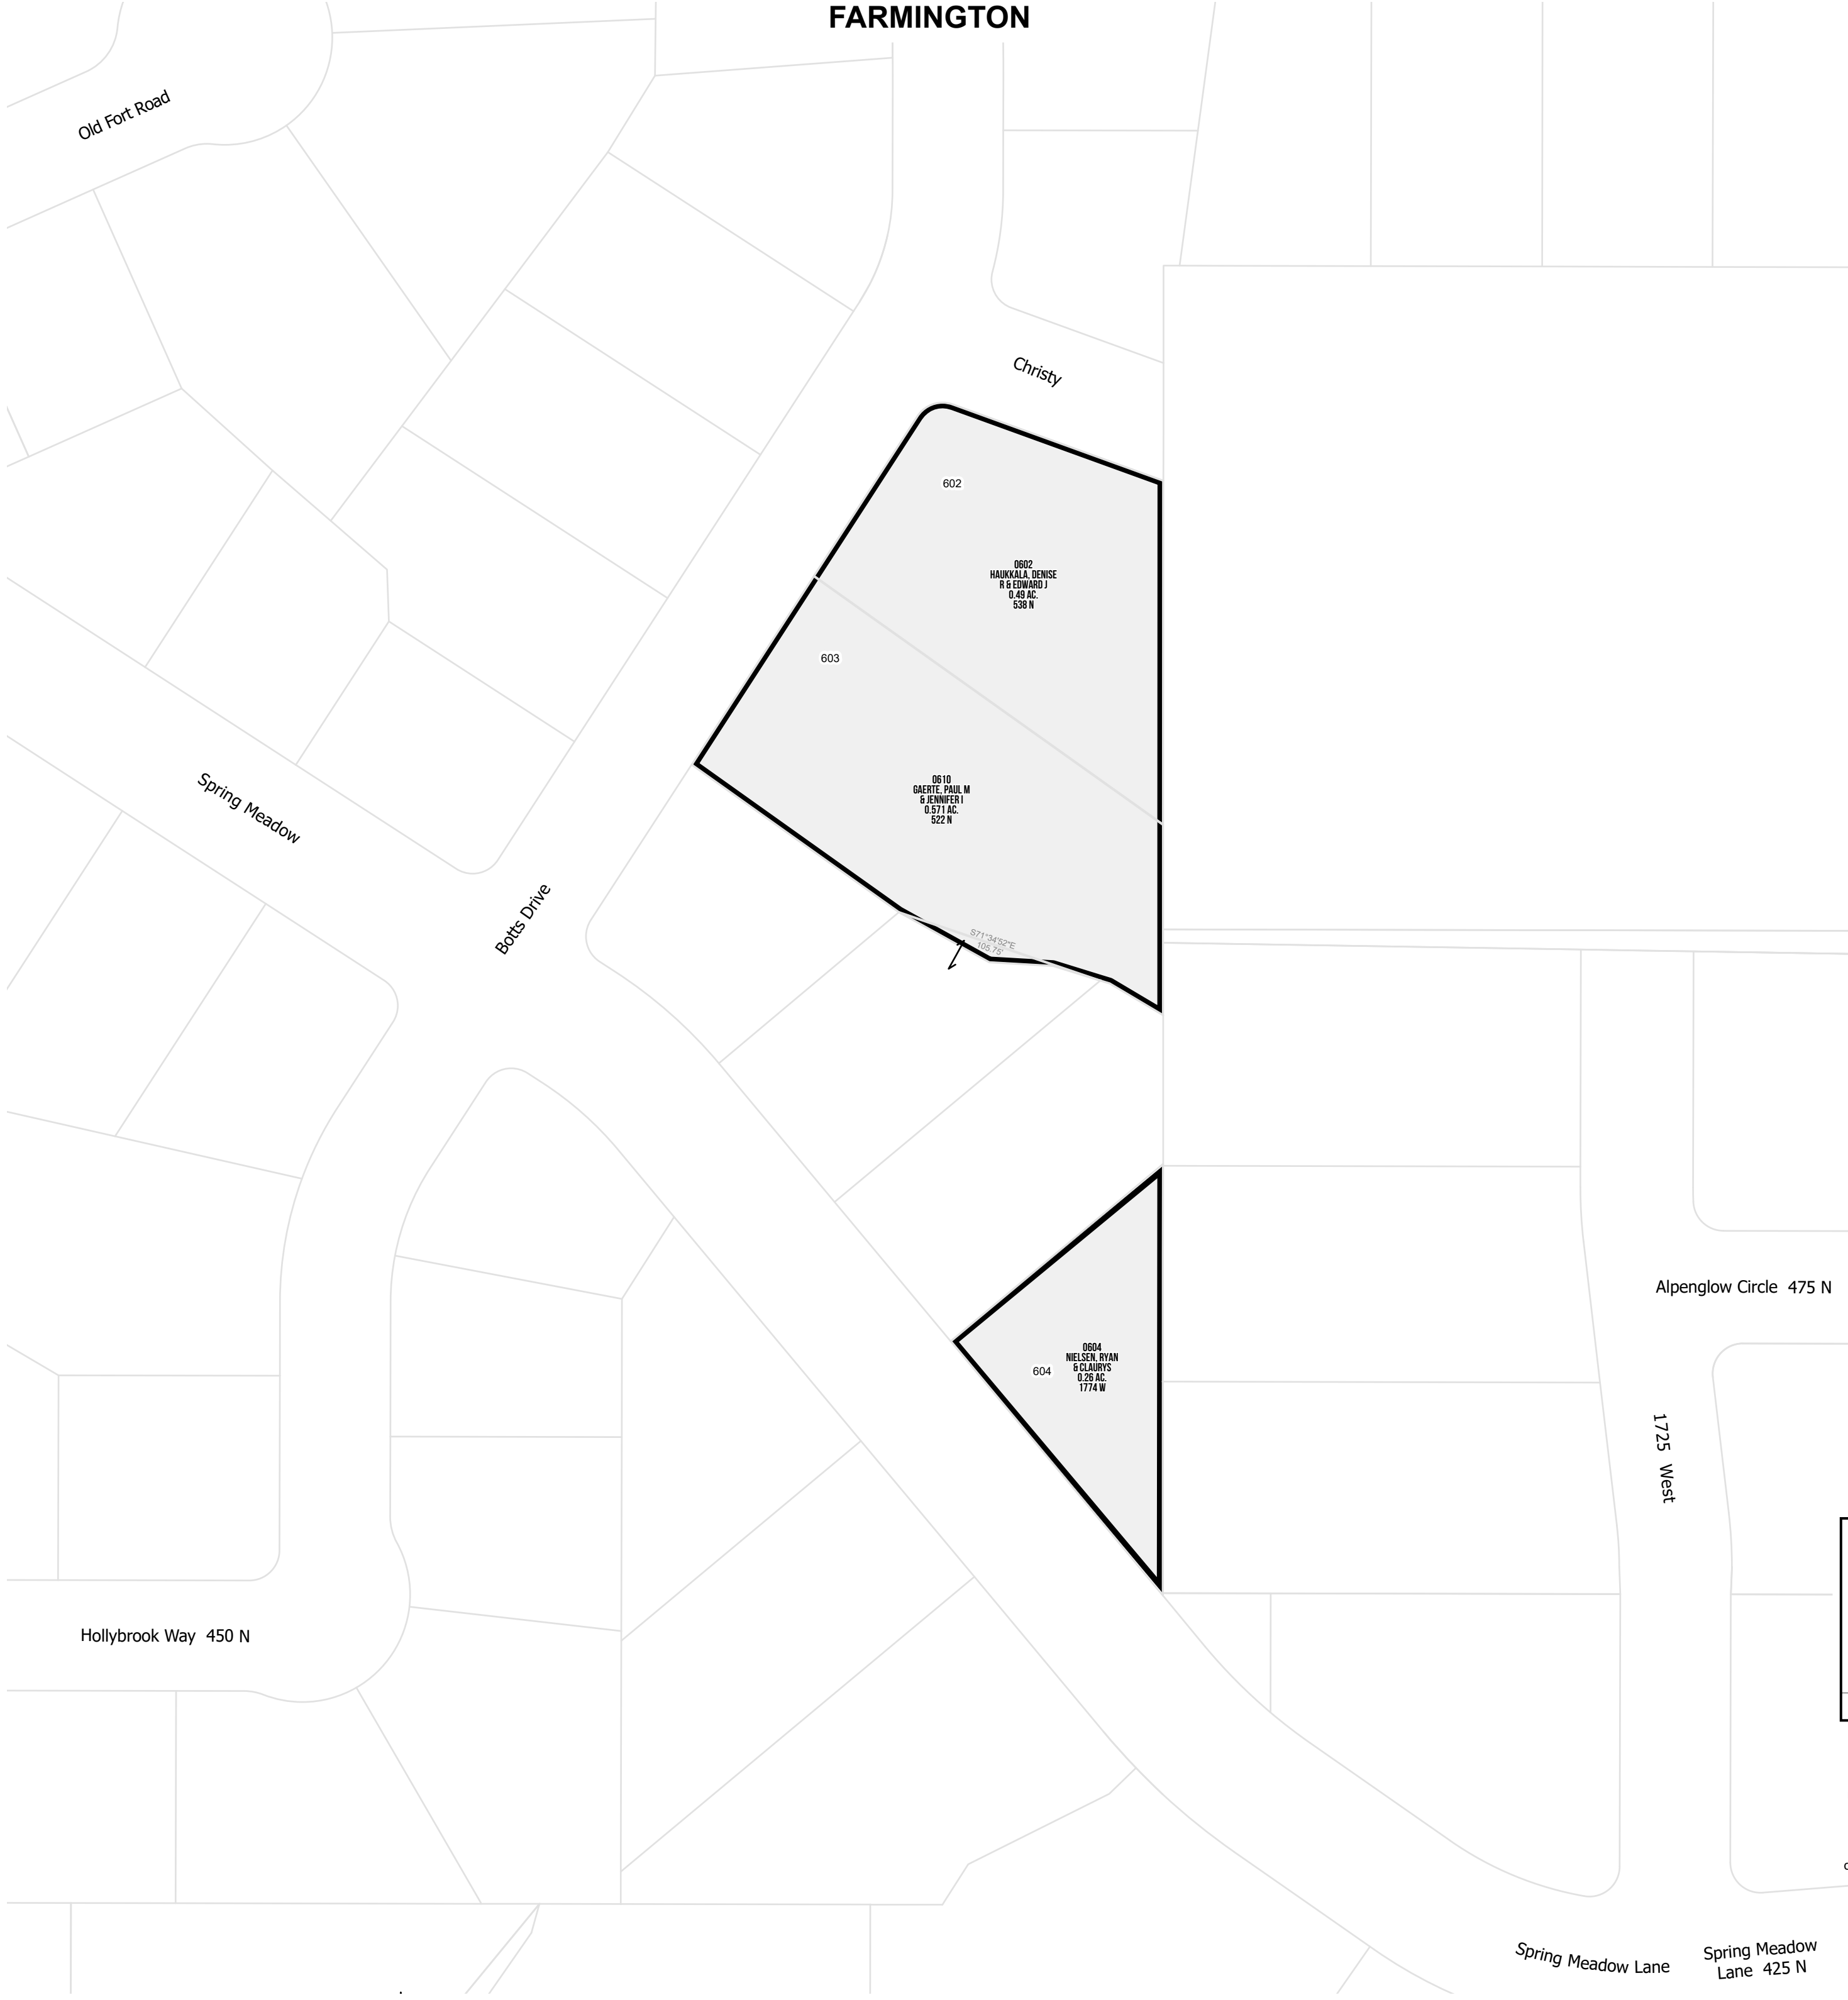 FARMINGTON
Old Fort Road
Christy
602
0602
HAUKKALA, DENISE
R & EDWARD J
0.49 AC.
538 N
603
0610
GAERTE, PAUL M
& JENNIFER I
0.571 AC.
522 N
Spring Meadow
Botts Drive
S71°34'52"E
105.75'
Alpenglow Circle 475 N
0604
NIELSEN, RYAN
& CLAURYS
0.26 AC.
1774 W
604
1725 West
Hollybrook Way 450 N
Spring Meadow Lane
Spring Meadow
Lane 425 N